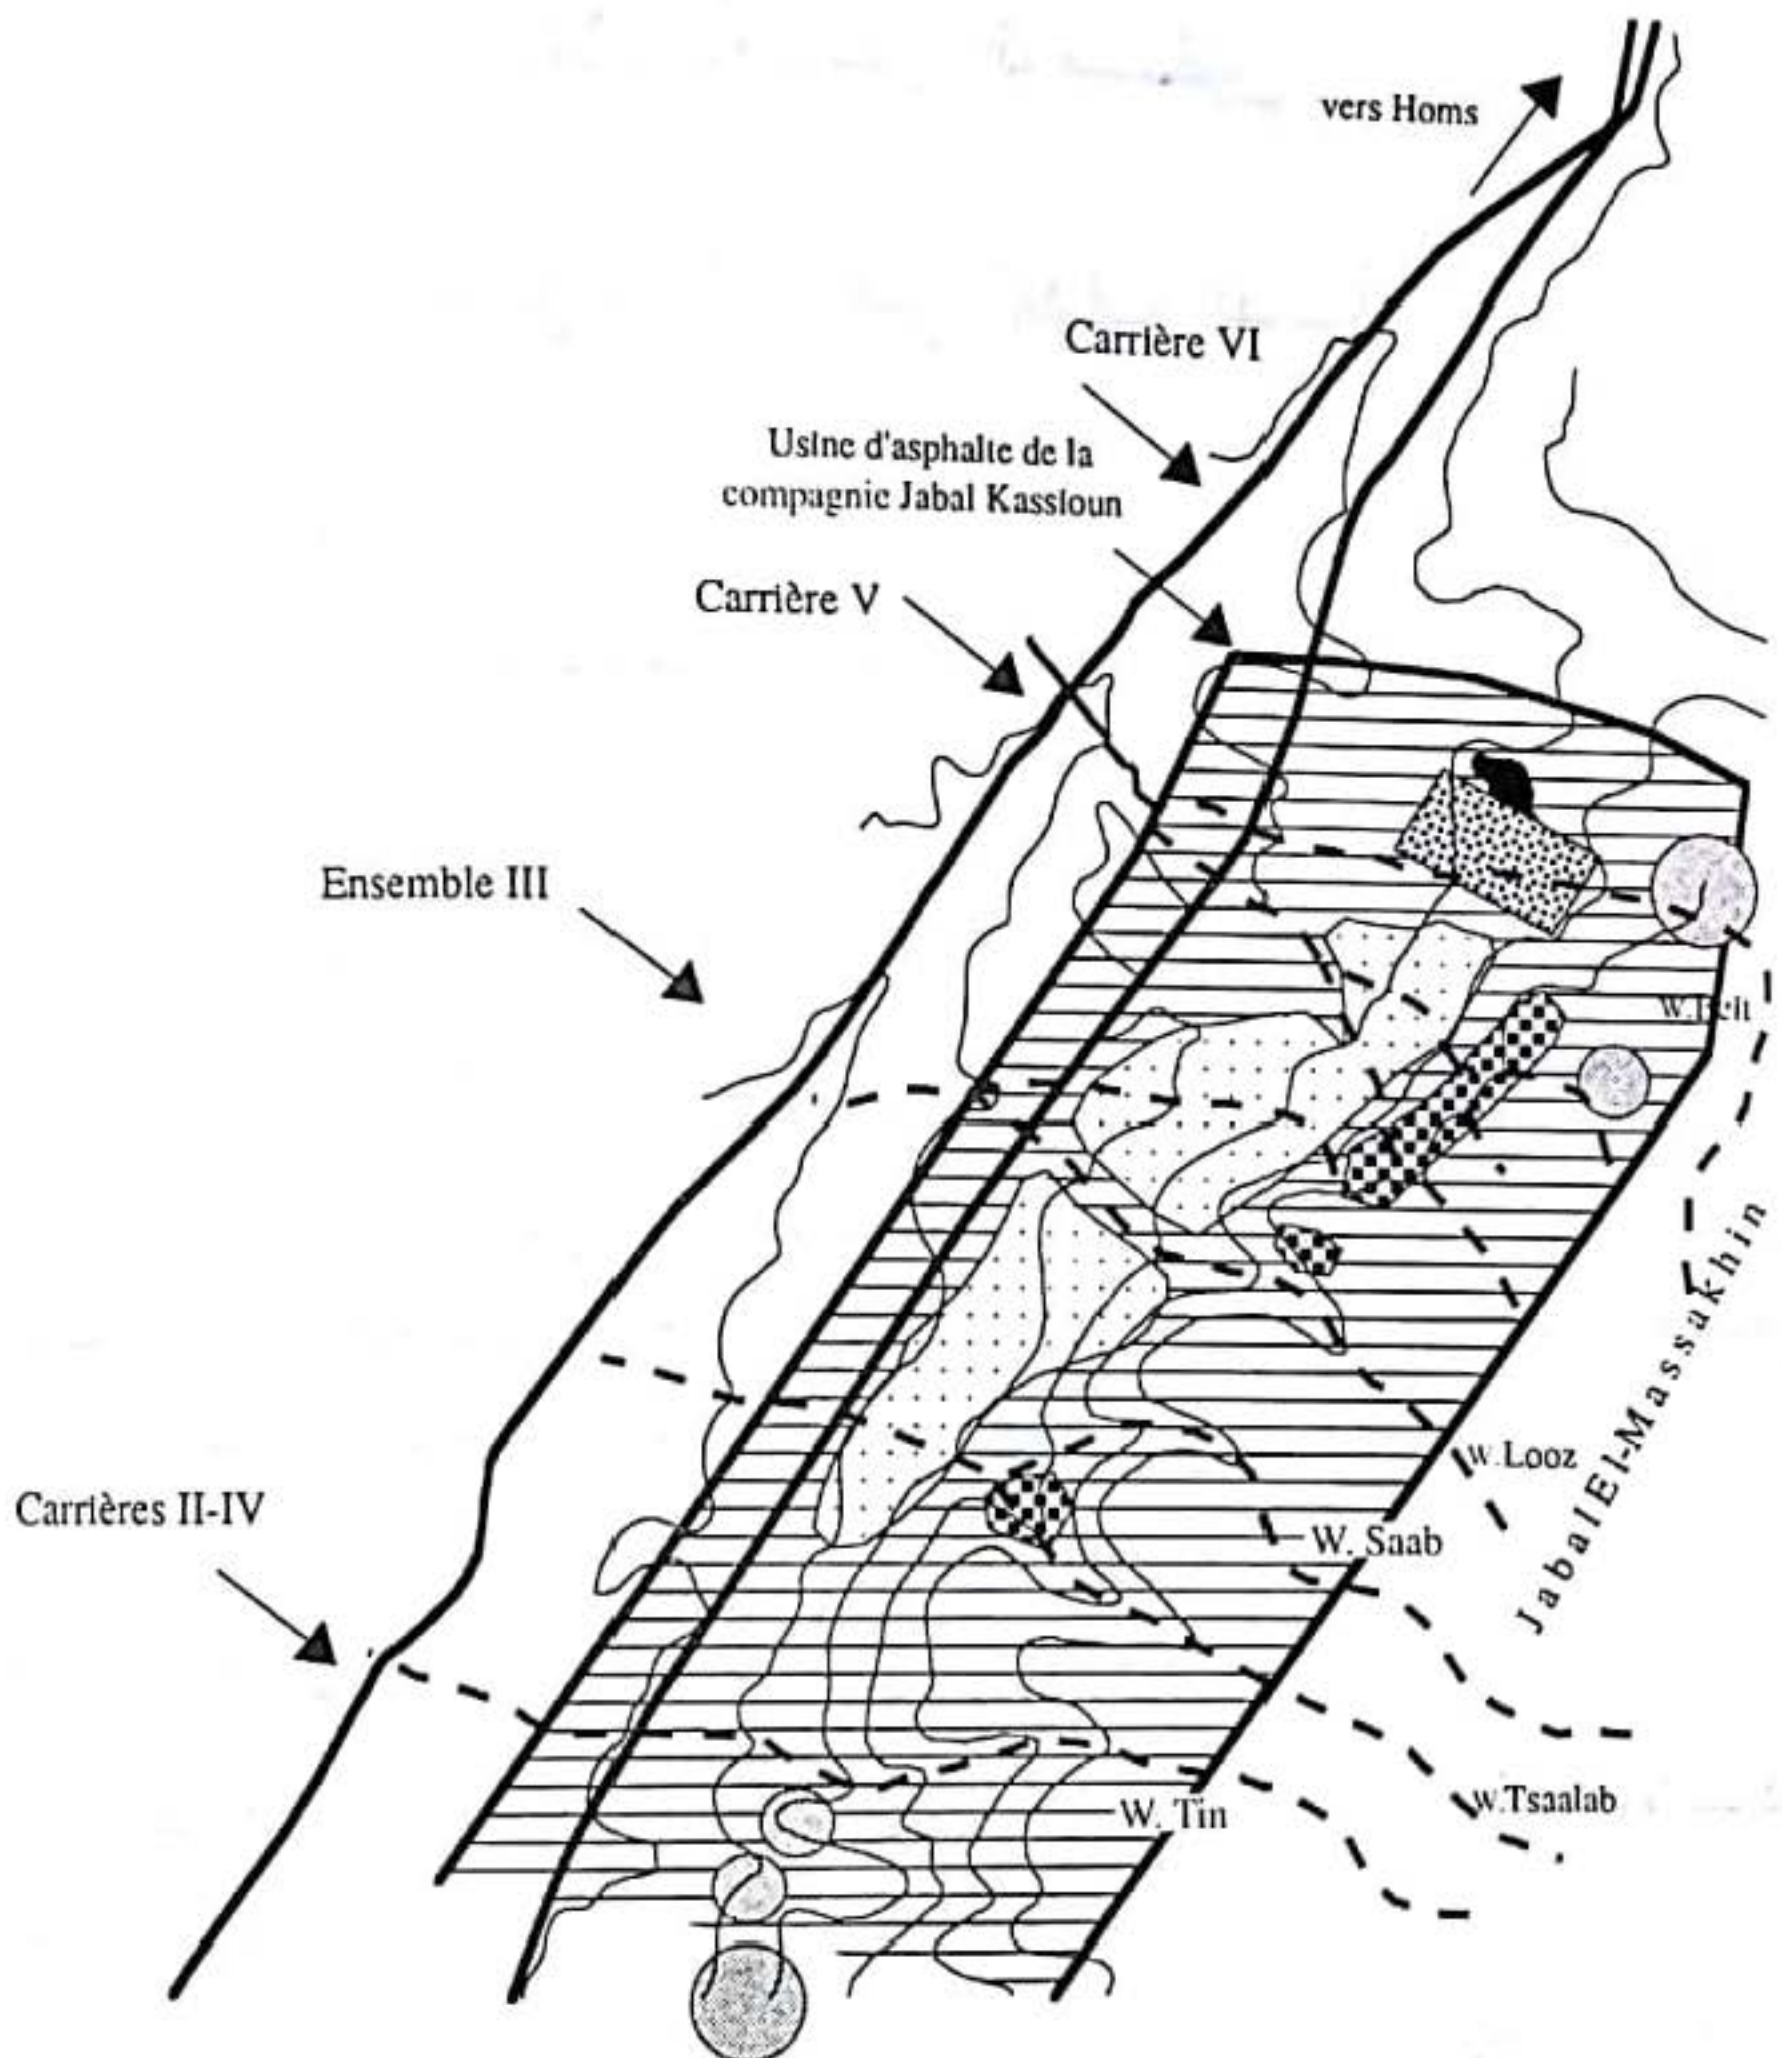 vers Homs
Carrière VI
Usine d'asphalte de la
compagnie Jabal Kassioun
Carrière V
Ensemble III
W.
Jabal El-Massakhin
W. Looz
Carrières II-IV
W. Saab
W. Tsaalab
W. Tin